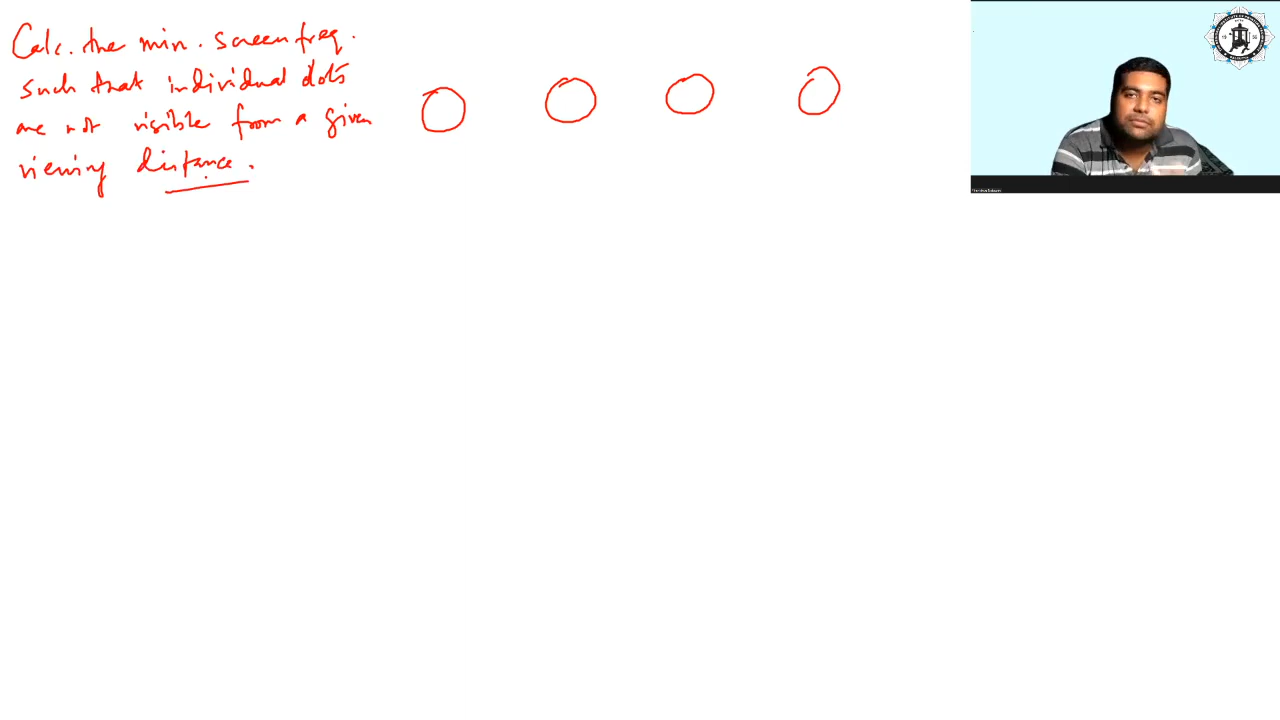 Calc. the min. screen freq.
such that individual dots
are not visible from a given
viewing distance.